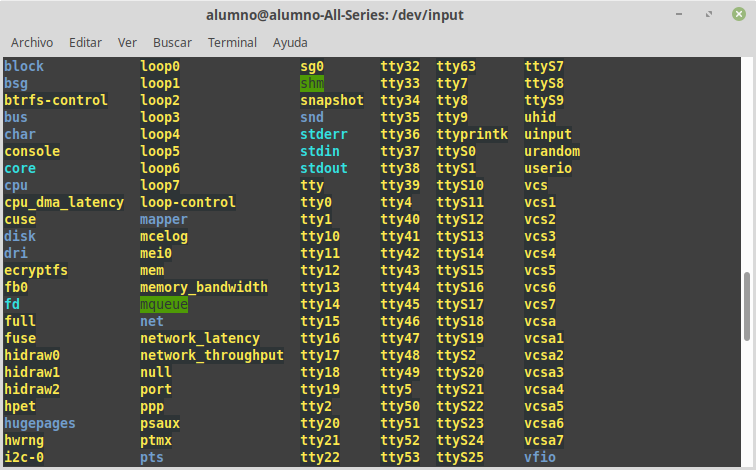 alumno@alumno-All-Series: /dev/input
Archivo Editar Ver Buscar Terminal Ayuda
block loop0 sg0 tty32 tty63 ttyS7
bsg loop1 shm tty33 tty7 ttyS8
btrfs-control loop2 snapshot tty34 tty8 ttyS9
bus loop3 snd tty35 tty9 uhid
char loop4 stderr tty36 ttyprintk uinput
console loop5 stdin tty37 ttyS0 urandom
core loop6 stdout tty38 ttyS1 userio
cpu loop7 tty tty39 ttyS10 vcs
cpu_dma_latency loop-control tty0 tty4 ttyS11 vcs1
cuse mapper tty1 tty40 ttyS12 vcs2
disk mcelog tty10 tty41 ttyS13 vcs3
dri mei0 tty11 tty42 ttyS14 vcs4
ecryptfs mem tty12 tty43 ttyS15 vcs5
fb0 memory_bandwidth tty13 tty44 ttyS16 vcs6
fd mqueue tty14 tty45 ttyS17 vcs7
full net tty15 tty46 ttyS18 vcsa
fuse network_latency tty16 tty47 ttyS19 vcsa1
hidraw0 network_throughput tty17 tty48 ttyS2 vcsa2
hidraw1 null tty18 tty49 ttyS20 vcsa3
hidraw2 port tty19 tty5 ttyS21 vcsa4
hpet ppp tty2 tty50 ttyS22 vcsa5
hugepages psaux tty20 tty51 ttyS23 vcsa6
hwrng ptmx tty21 tty52 ttyS24 vcsa7
i2c-0 pts tty22 tty53 ttyS25 vfio